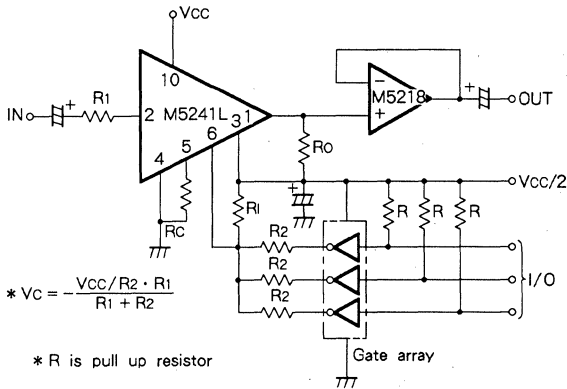 VCC
10
IN
+
R1
2
M5241L
3
1
4
5
6
RC
−
M5218
+
+
OUT
RO
+
VCC/2
RI
R
R
R
R2
R2
R2
I/O
Gate array
* VC = − VCC/R2 · R1 / R1 + R2
* R is pull up resistor